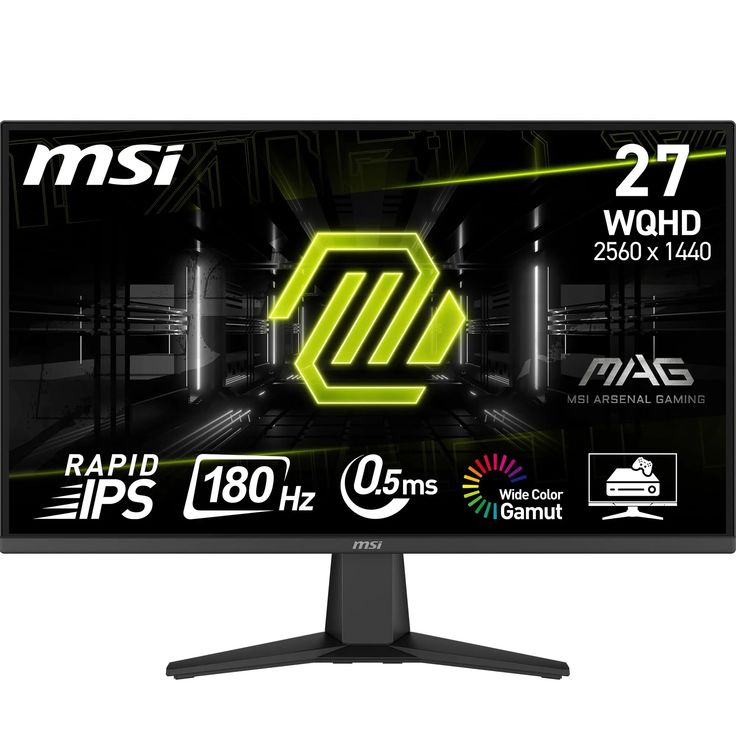 msi
27
WQHD
2560 x 1440
MAG
MSI ARSENAL GAMING
RAPID
IPS
180 Hz
0.5ms
Wide Color
Gamut
msi